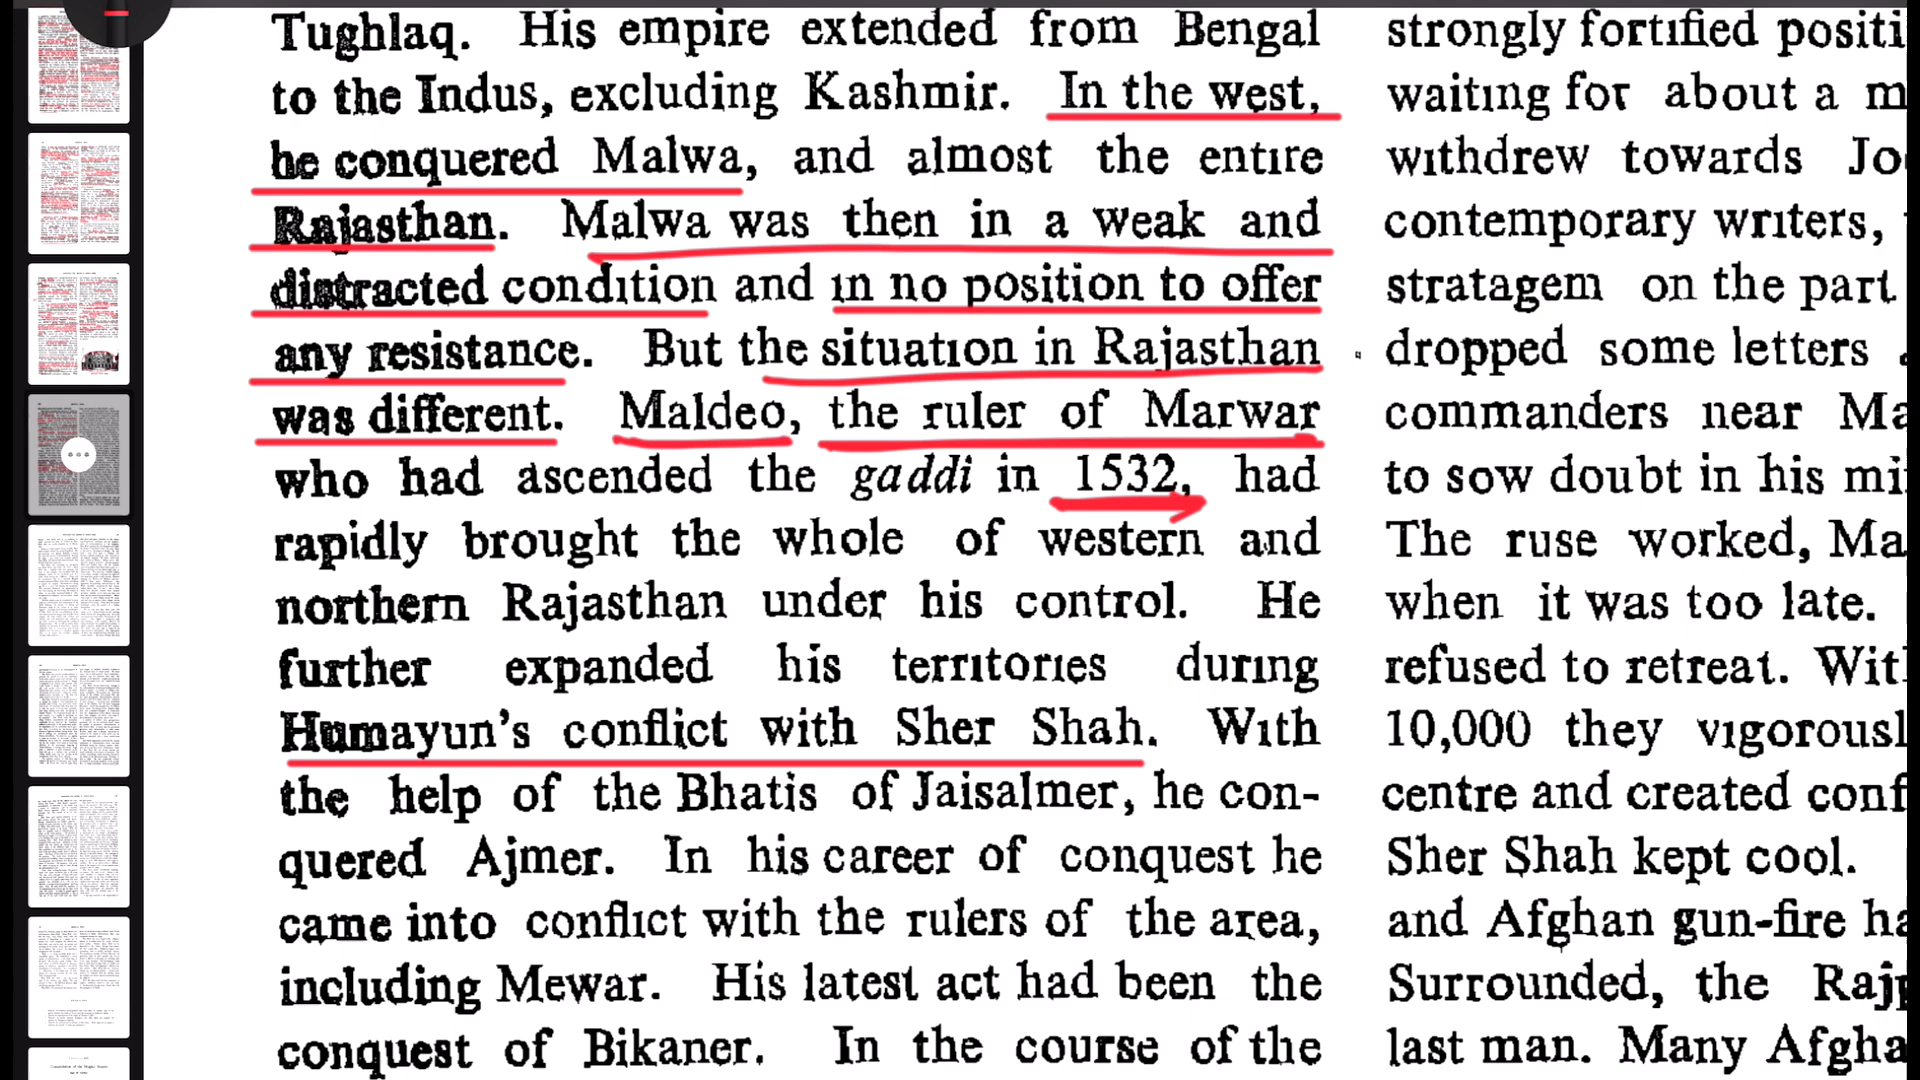 Tughlaq. His empire extended from Bengal
to the Indus, excluding Kashmir. In the west,
he conquered Malwa, and almost the entire
Rajasthan. Malwa was then in a weak and
distracted condition and in no position to offer
any resistance. But the situation in Rajasthan
was different. Maldeo, the ruler of Marwar
who had ascended the gaddi in 1532, had
rapidly brought the whole of western and
northern Rajasthan under his control. He
further expanded his territories during
Humayun's conflict with Sher Shah. With
the help of the Bhatis of Jaisalmer, he con-
quered Ajmer. In his career of conquest he
came into conflict with the rulers of the area,
including Mewar. His latest act had been the
conquest of Bikaner. In the course of the
strongly fortified
waiting for about a
withdrew towards
contemporary writers,
stratagem on the part
dropped some letters
commanders near
to sow doubt in his
The ruse worked,
when it was too late.
refused to retreat.
10,000 they
centre and created
Sher Shah kept cool.
and Afghan gun-fire
Surrounded, the
last man. Many